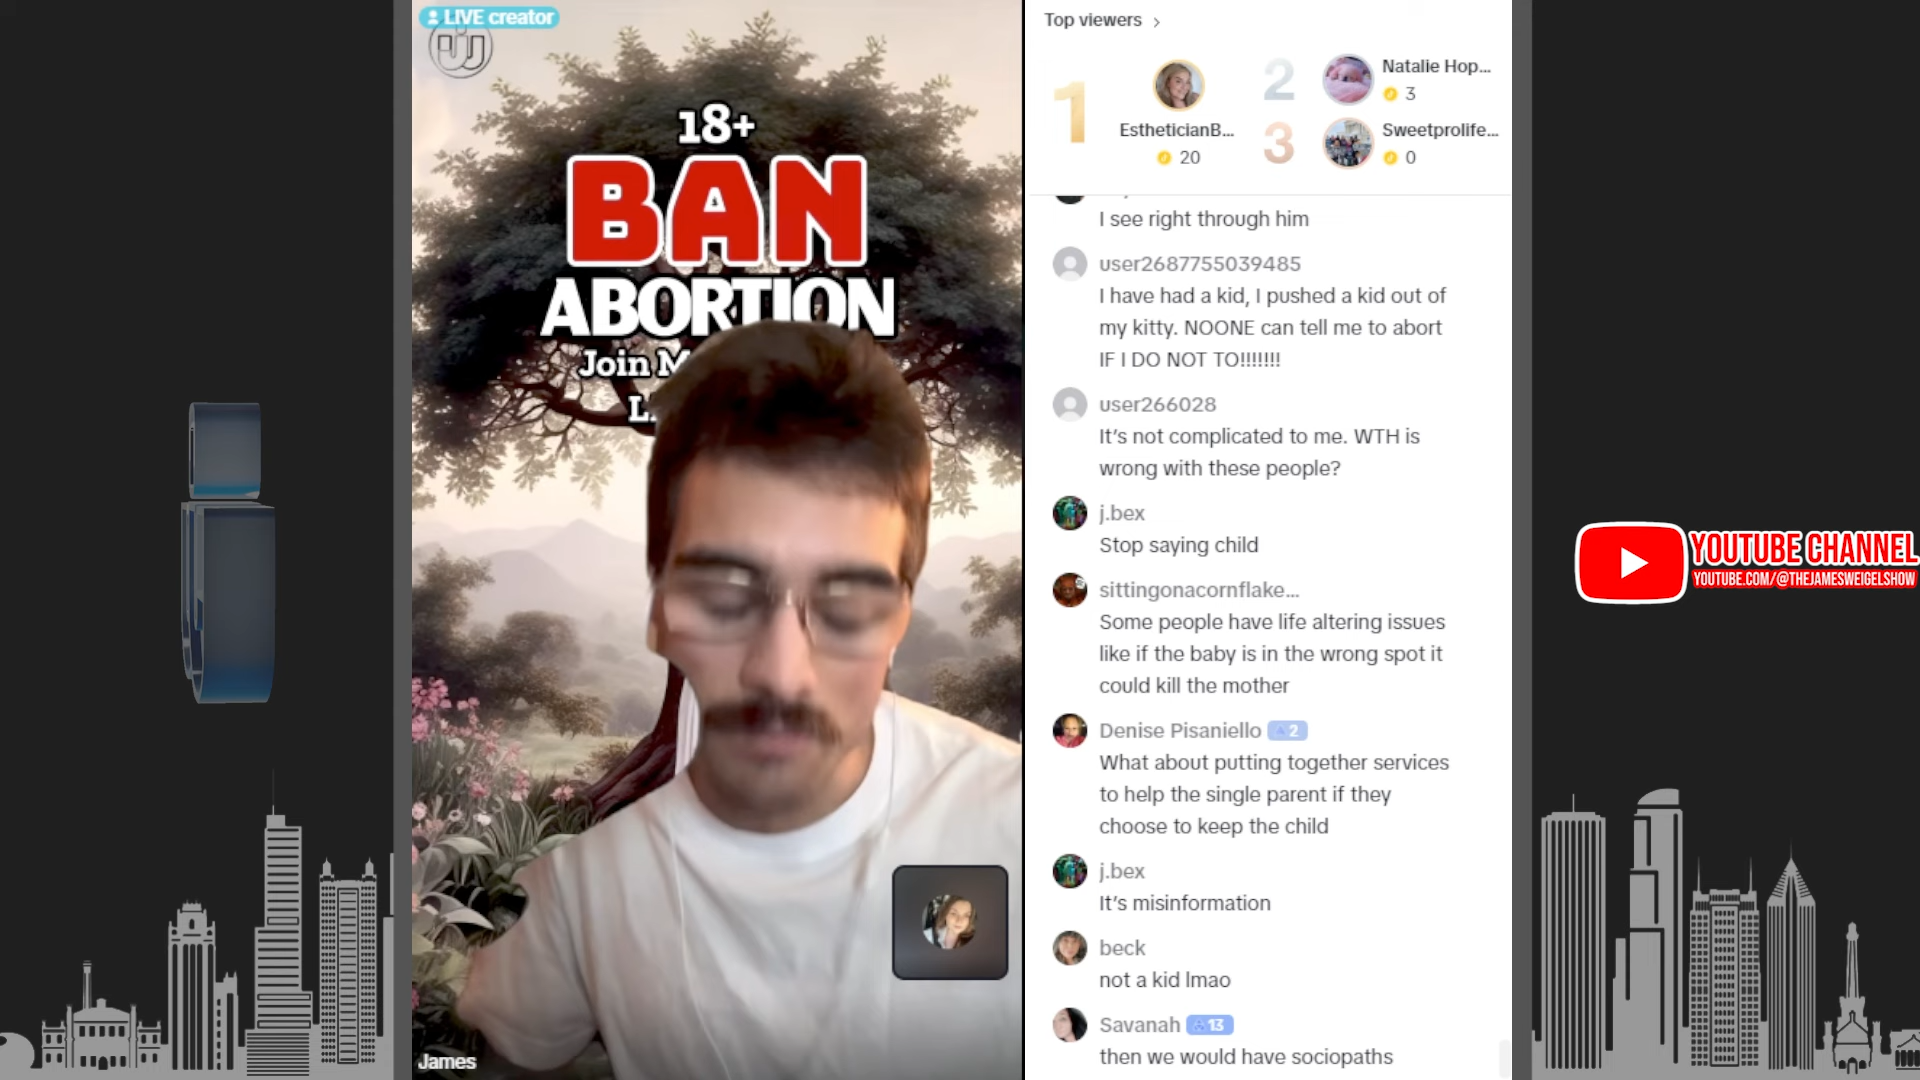 LIVE creator
18+
BAN
ABORTION
Join M
L
James
Top viewers >
1
EstheticianB...
20
2
Natalie Hop...
3
3
Sweetprolife...
0
I see right through him
user2687755039485
I have had a kid, I pushed a kid out of
my kitty. NOONE can tell me to abort
IF I DO NOT TO!!!!!!!
user266028
It's not complicated to me. WTH is
wrong with these people?
j.bex
Stop saying child
sittingonacornflake...
Some people have life altering issues
like if the baby is in the wrong spot it
could kill the mother
Denise Pisaniello 2
What about putting together services
to help the single parent if they
choose to keep the child
j.bex
It's misinformation
beck
not a kid lmao
Savanah 13
then we would have sociopaths
YOUTUBE CHANNEL
YOUTUBE.COM/@THEJAMESWEIGELSHOW